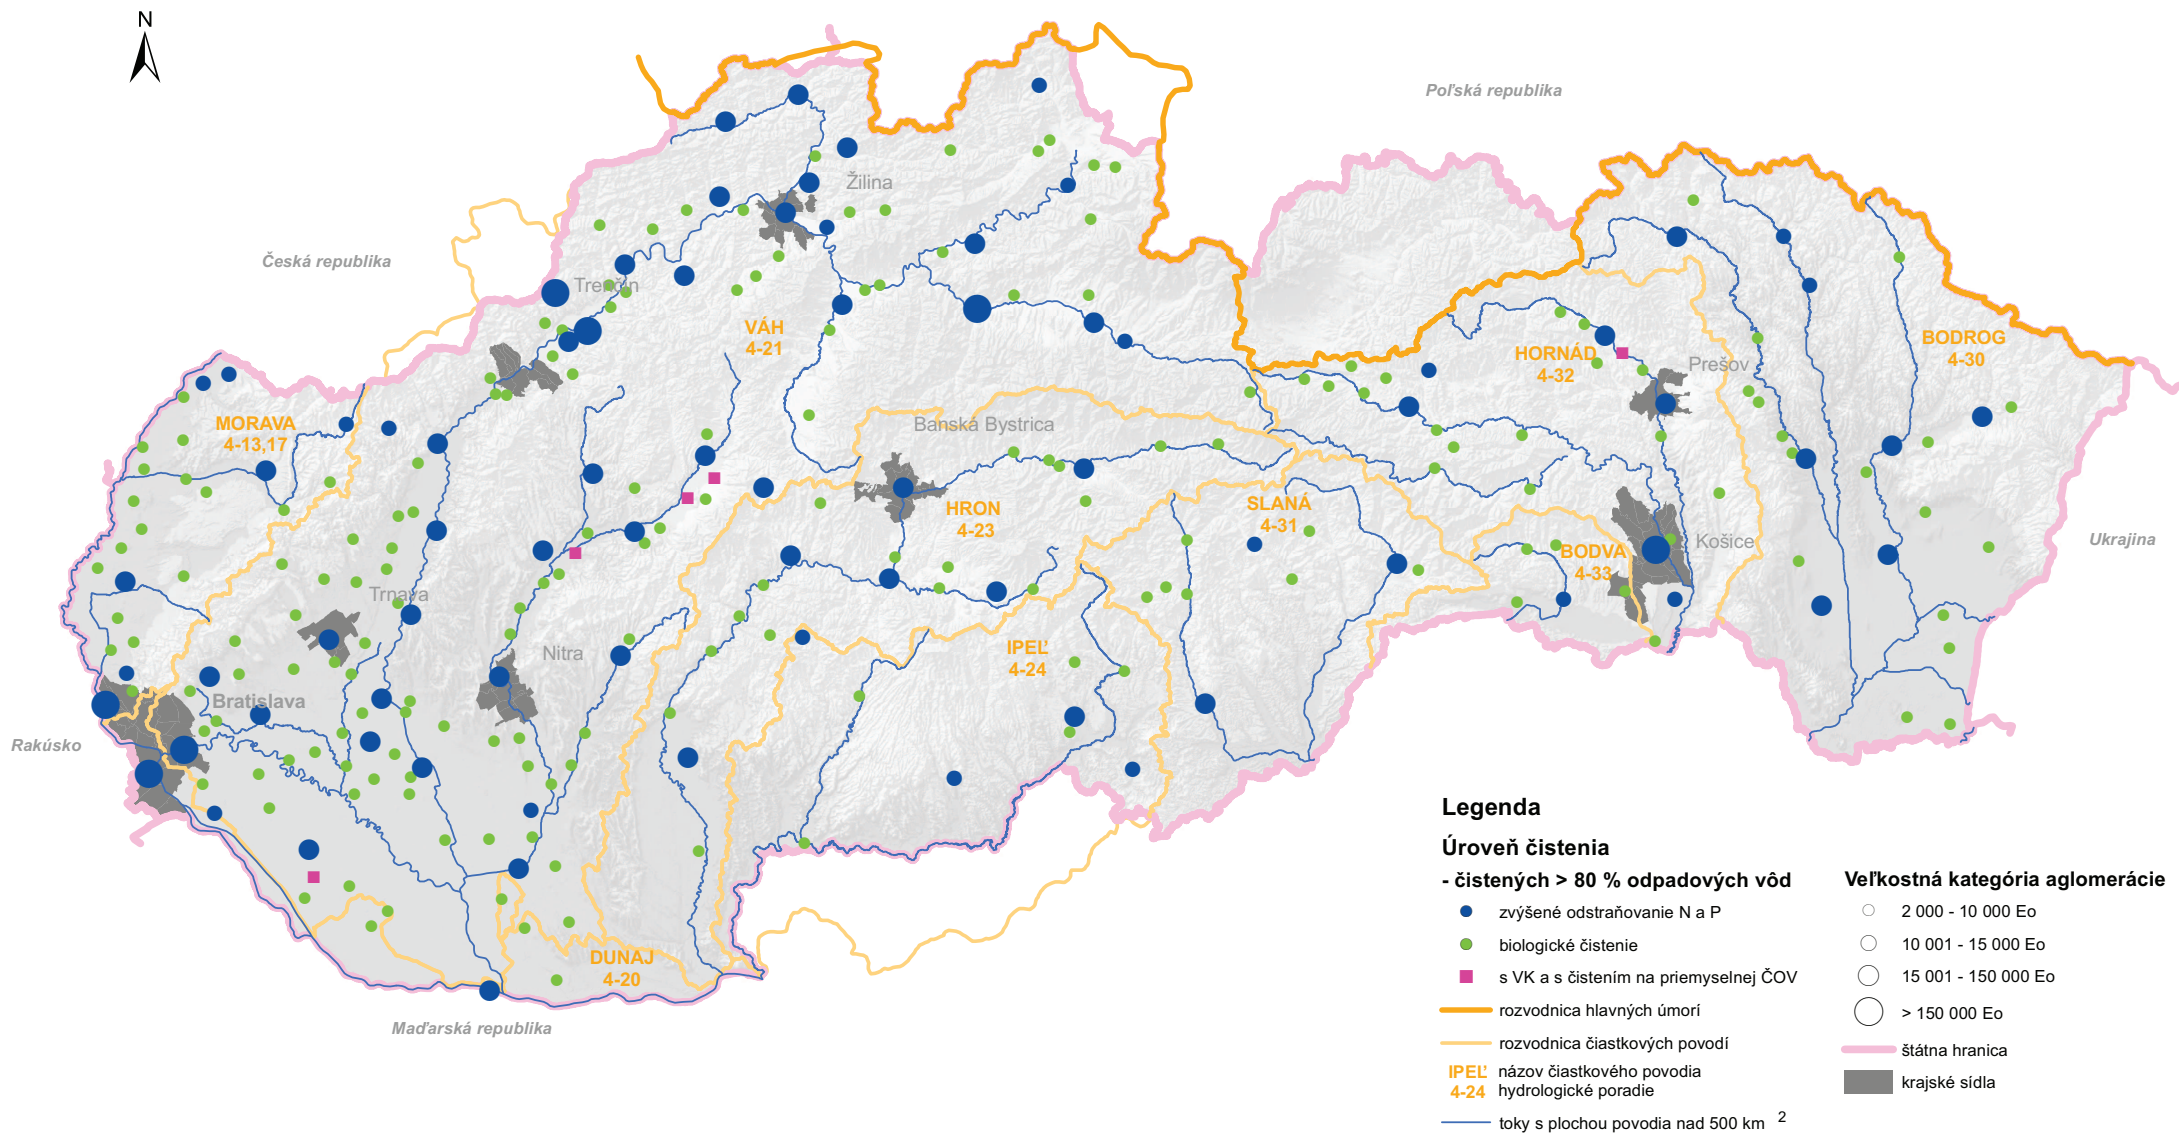 N
Poľská republika
Žilina
Česká republika
Trenčín
VÁH
4-21
BODROG
4-30
HORNÁD
4-32
Prešov
MORAVA
4-13,17
Banská Bystrica
HRON
4-23
SLANÁ
4-31
Košice
Ukrajina
BODVA
4-33
Trnava
Nitra
IPEĽ
4-24
Bratislava
Rakúsko
DUNAJ
4-20
Maďarská republika
Legenda
Úroveň čistenia
- čistených > 80 % odpadových vôd
zvýšené odstraňovanie N a P
biologické čistenie
s VK a s čistením na priemyselnej ČOV
rozvodnica hlavných úmorí
rozvodnica čiastkových povodí
IPEĽ názov čiastkového povodia
4-24 hydrologické poradie
toky s plochou povodia nad 500 km 2
Veľkostná kategória aglomerácie
2 000 - 10 000 Eo
10 001 - 15 000 Eo
15 001 - 150 000 Eo
> 150 000 Eo
štátna hranica
krajské sídla